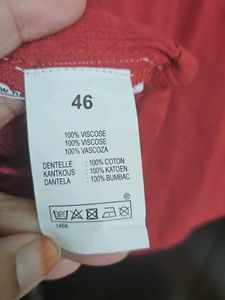 46
100% VISCOSE
100% VISCOSE
100% VASCOZA
DENTELLE : 100% COTON
KANTKOUS : 100% KATOEN
DANTELA : 100% BUMBAC
®
1466